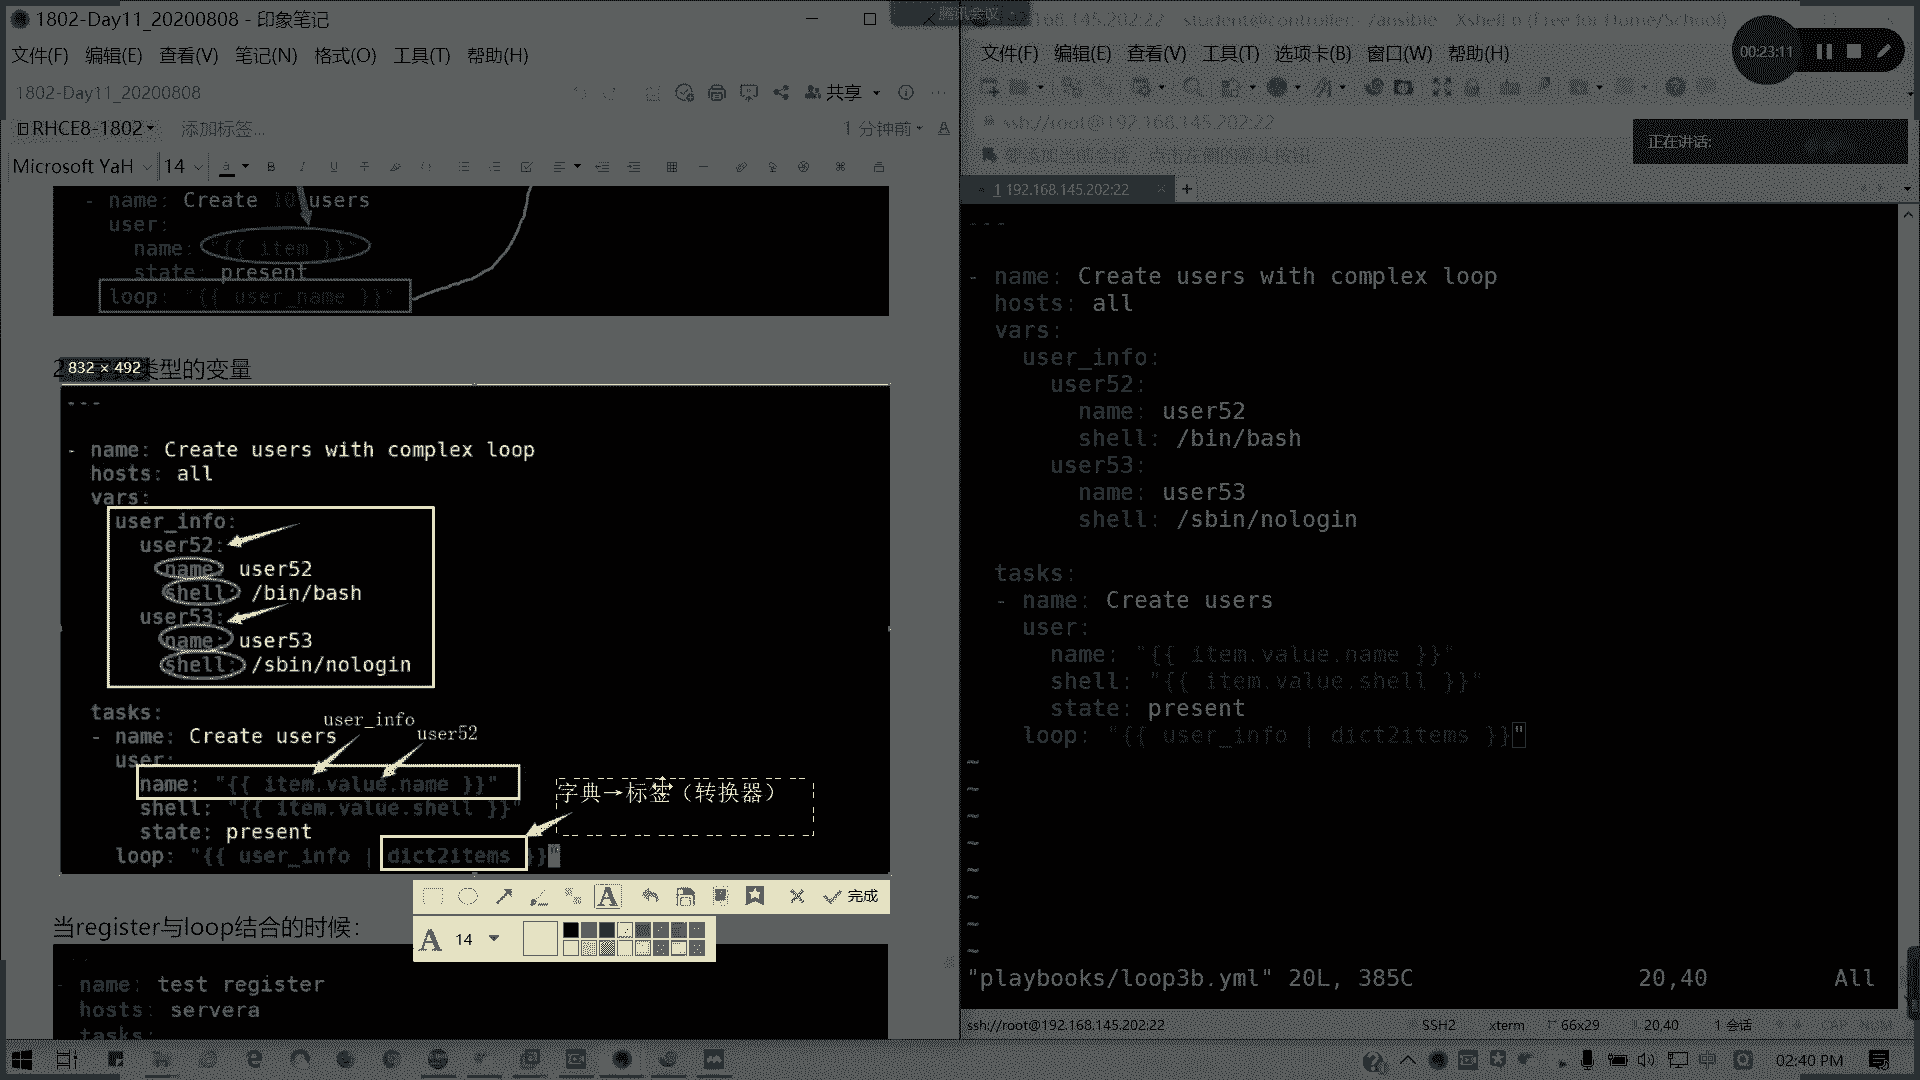 1802-Day11_20200808 - 印象笔记
文件(F) 编辑(E) 查看(V) 笔记(N) 格式(O) 工具(T) 帮助(H)
1802-Day11_20200808
共享
RHCE8-1802
添加标签...
1 分钟前
Microsoft YaH
14
- name: Create 10 users
user:
name: "{{ item }}"
state: present
loop: "{{ user_name }}"
832 × 492
类型的变量
---
- name: Create users with complex loop
hosts: all
vars:
user_info:
user52:
name: user52
shell: /bin/bash
user53:
name: user53
shell: /sbin/nologin
tasks:
user_info
user52
- name: Create users
user:
name: "{{ item.value.name }}"
shell: "{{ item.value.shell }}"
state: present
loop: "{{ user_info | dict2items }}"
字典→标签（转换器）
完成
A 14
当register与loop结合的时候：
- name: test register
hosts: servera
tasks:
腾讯会议
168.145.202:22 - student@controller:~/ansible - Xshell 6 (Free for Home/School)
文件(F) 编辑(E) 查看(V) 工具(T) 选项卡(B) 窗口(W) 帮助(H)
00:23:11
ssh://root@192.168.145.202:22
要添加当前会话，点击左侧的箭头按钮。
正在讲话:
1 192.168.145.202:22
---
- name: Create users with complex loop
hosts: all
vars:
user_info:
user52:
name: user52
shell: /bin/bash
user53:
name: user53
shell: /sbin/nologin
tasks:
- name: Create users
user:
name: "{{ item.value.name }}"
shell: "{{ item.value.shell }}"
state: present
loop: "{{ user_info | dict2items }}"
~
~
~
~
~
~
~
~
"playbooks/loop3b.yml" 20L, 385C 20,40 All
ssh://root@192.168.145.202:22 SSH2 xterm 66x29 20,40 1 会话 CAP NUM
中
02:40 PM